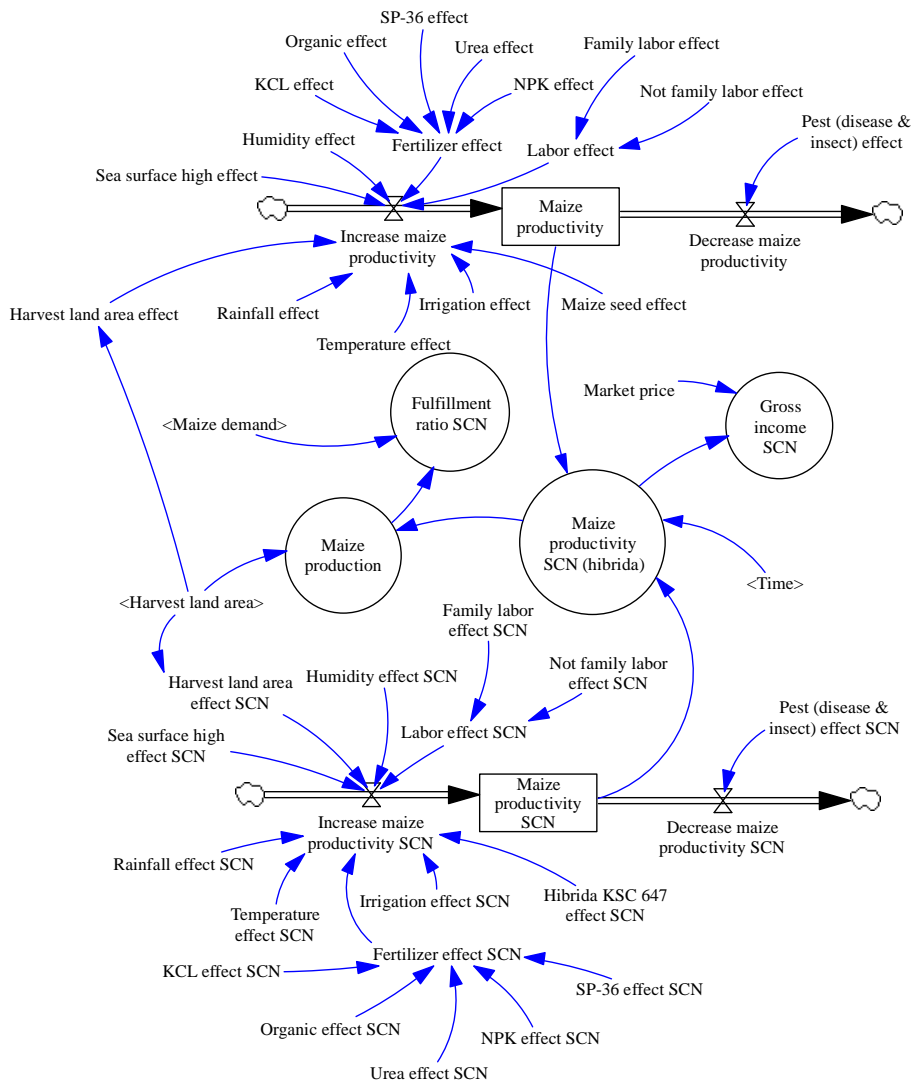 SP-36 effect
Organic effect
Urea effect
Family labor effect
KCL effect
NPK effect
Not family labor effect
Pest (disease &
insect) effect
Humidity effect
Fertilizer effect
Labor effect
Sea surface high effect
Maize
productivity
Increase maize
productivity
Decrease maize
productivity
Harvest land area effect
Rainfall effect
Irrigation effect
Maize seed effect
Temperature effect
Market price
Fulfillment
ratio SCN
Gross
income
SCN
<Maize demand>
Maize
production
Maize
productivity
SCN (hibrida)
<Time>
<Harvest land area>
Family labor
effect SCN
Harvest land area
effect SCN
Humidity effect SCN
Not family labor
effect SCN
Pest (disease &
insect) effect SCN
Sea surface high
effect SCN
Labor effect SCN
Maize
productivity
SCN
Increase maize
productivity SCN
Decrease maize
productivity SCN
Rainfall effect SCN
Temperature
effect SCN
Irrigation effect SCN
Hibrida KSC 647
effect SCN
Fertilizer effect SCN
KCL effect SCN
SP-36 effect SCN
Organic effect SCN
NPK effect SCN
Urea effect SCN